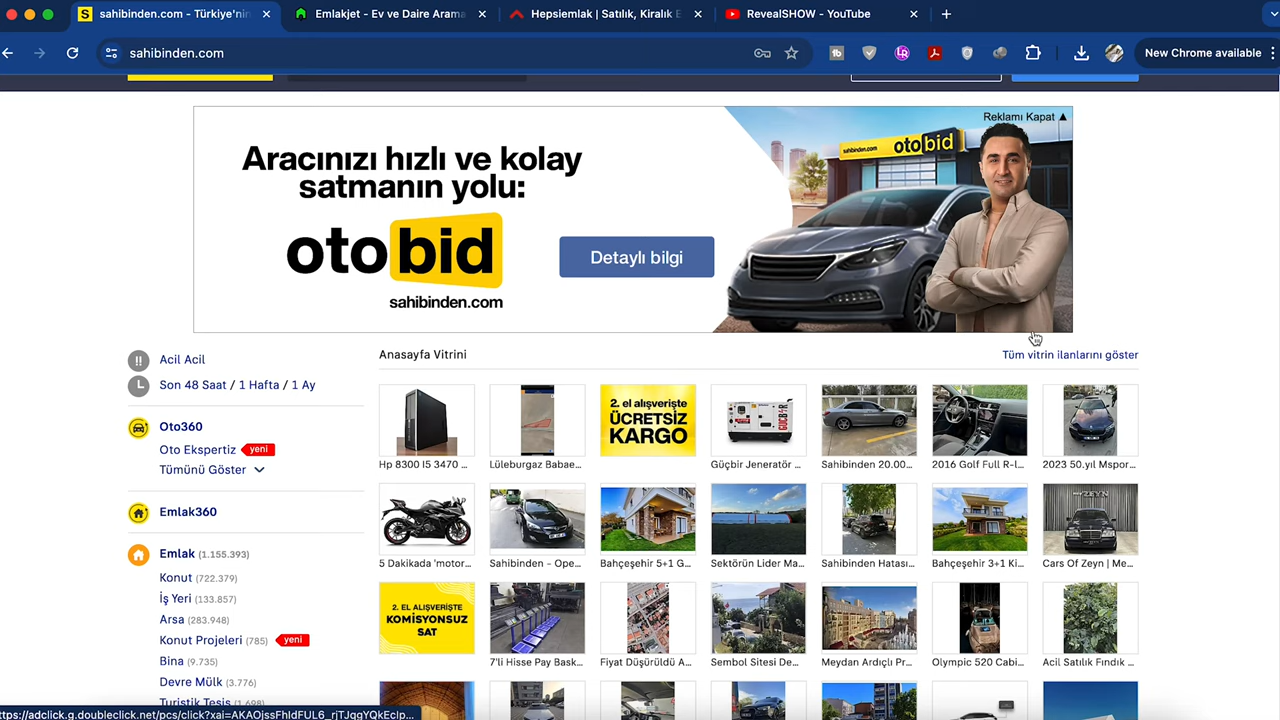 sahibinden.com - Türkiye'nin
Emlakjet - Ev ve Daire Arama
Hepsiemlak | Satılık, Kiralık E
RevealSHOW - YouTube
sahibinden.com
New Chrome available
Reklamı Kapat ▲
Aracınızı hızlı ve kolay
satmanın yolu:
otobid
sahibinden.com
Detaylı bilgi
sahibinden.com otobid
Acil Acil
Son 48 Saat / 1 Hafta / 1 Ay
Oto360
Oto Ekspertiz yeni
Tümünü Göster
Emlak360
Emlak (1.155.393)
Konut (722.379)
İş Yeri (133.857)
Arsa (283.948)
Konut Projeleri (785) yeni
Bina (9.735)
Devre Mülk (3.776)
Turistik Tesis (1.698)
Anasayfa Vitrini
Tüm vitrin ilanlarını göster
2. el alışverişte
ÜCRETSİZ
KARGO
Hp 8300 I5 3470 ...
Lüleburgaz Babae...
Güçbir Jeneratör ...
Sahibinden 20.00...
2016 Golf Full R-l...
2023 50.yıl Mspor...
5 Dakikada 'motor...
Sahibinden - Ope...
Bahçeşehir 5+1 G...
Sektörün Lider Ma...
Sahibinden Hatası...
Bahçeşehir 3+1 Ki...
Cars Of Zeyn | Me...
2. EL ALIŞVERİŞTE
KOMİSYONSUZ
SAT
7'li Hisse Pay Bask...
Fiyat Düşürüldü A...
Sembol Sitesi De...
Meydan Ardıçlı Pr...
Olympic 520 Cabi...
Acil Satılık Fındık ...